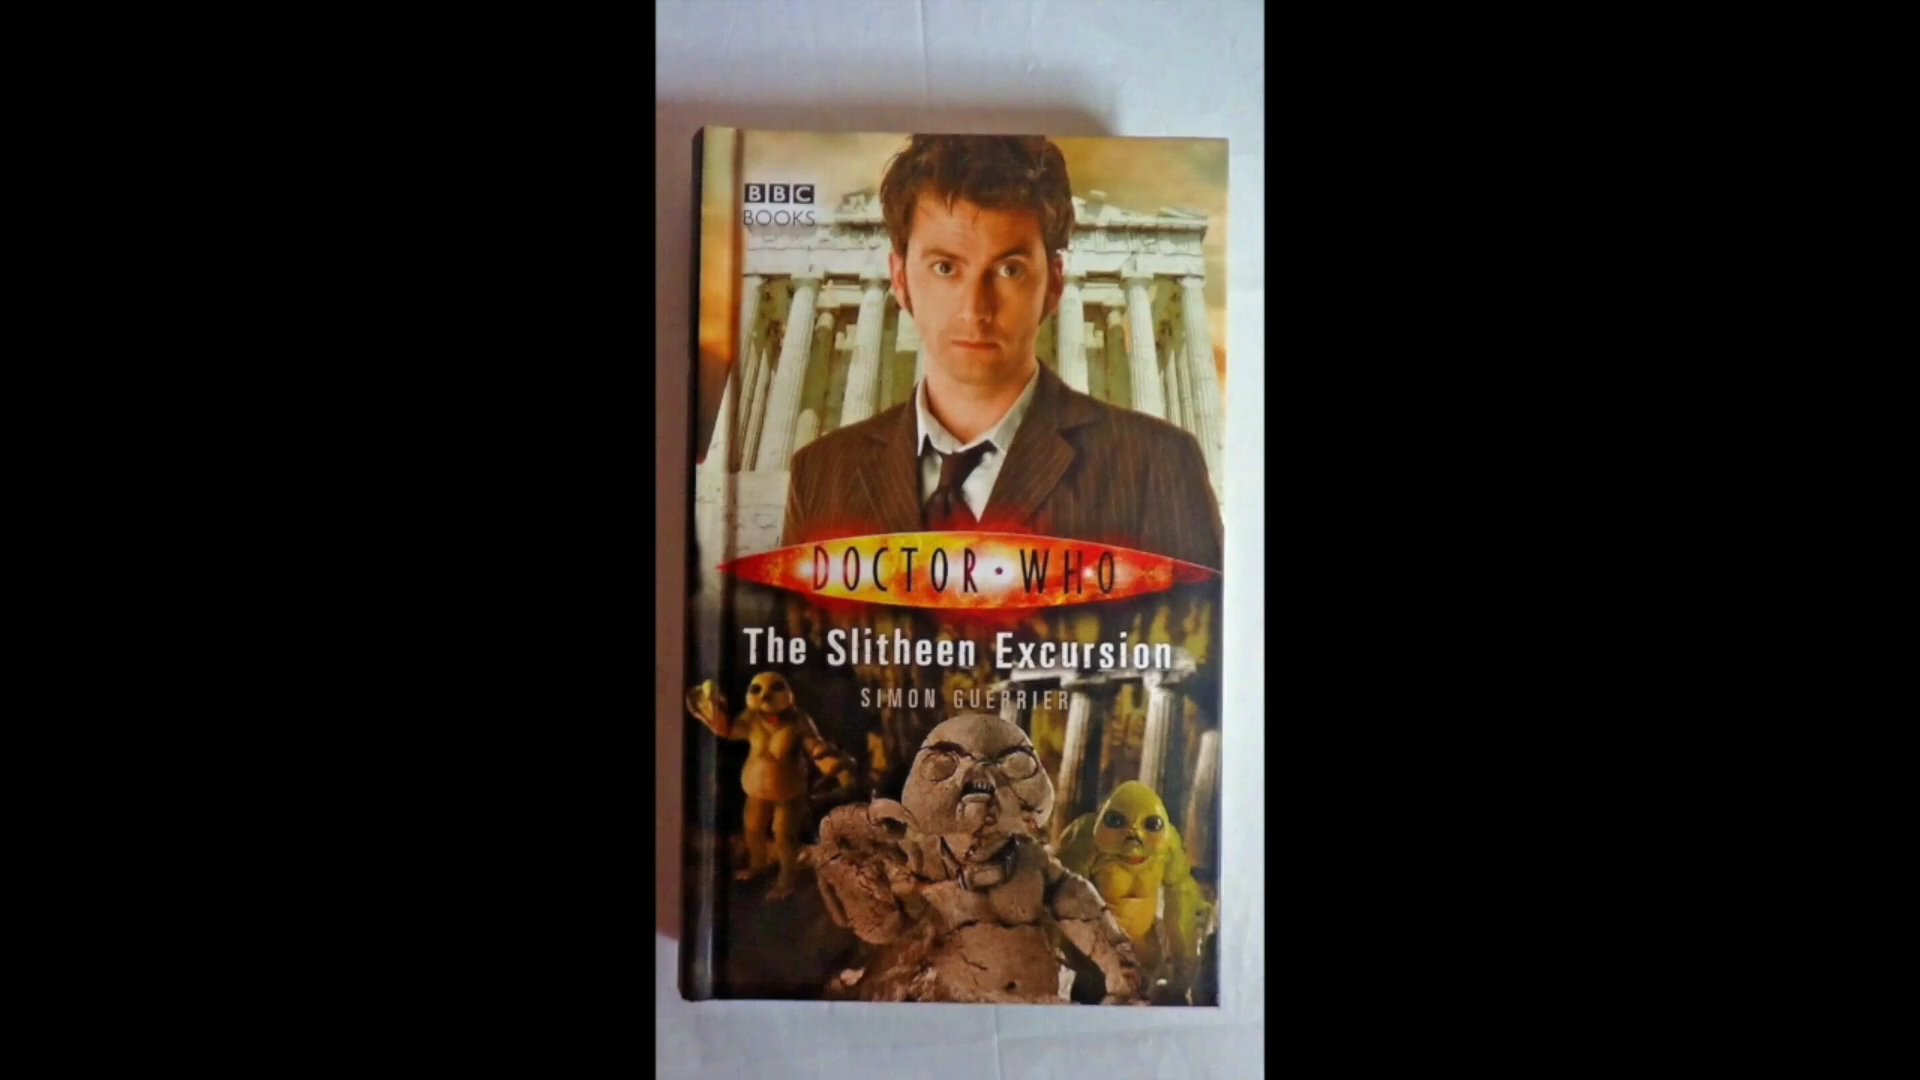 BBC
BOOKS
DOCTOR · WHO
The Slitheen Excursion
SIMON GUERRIER